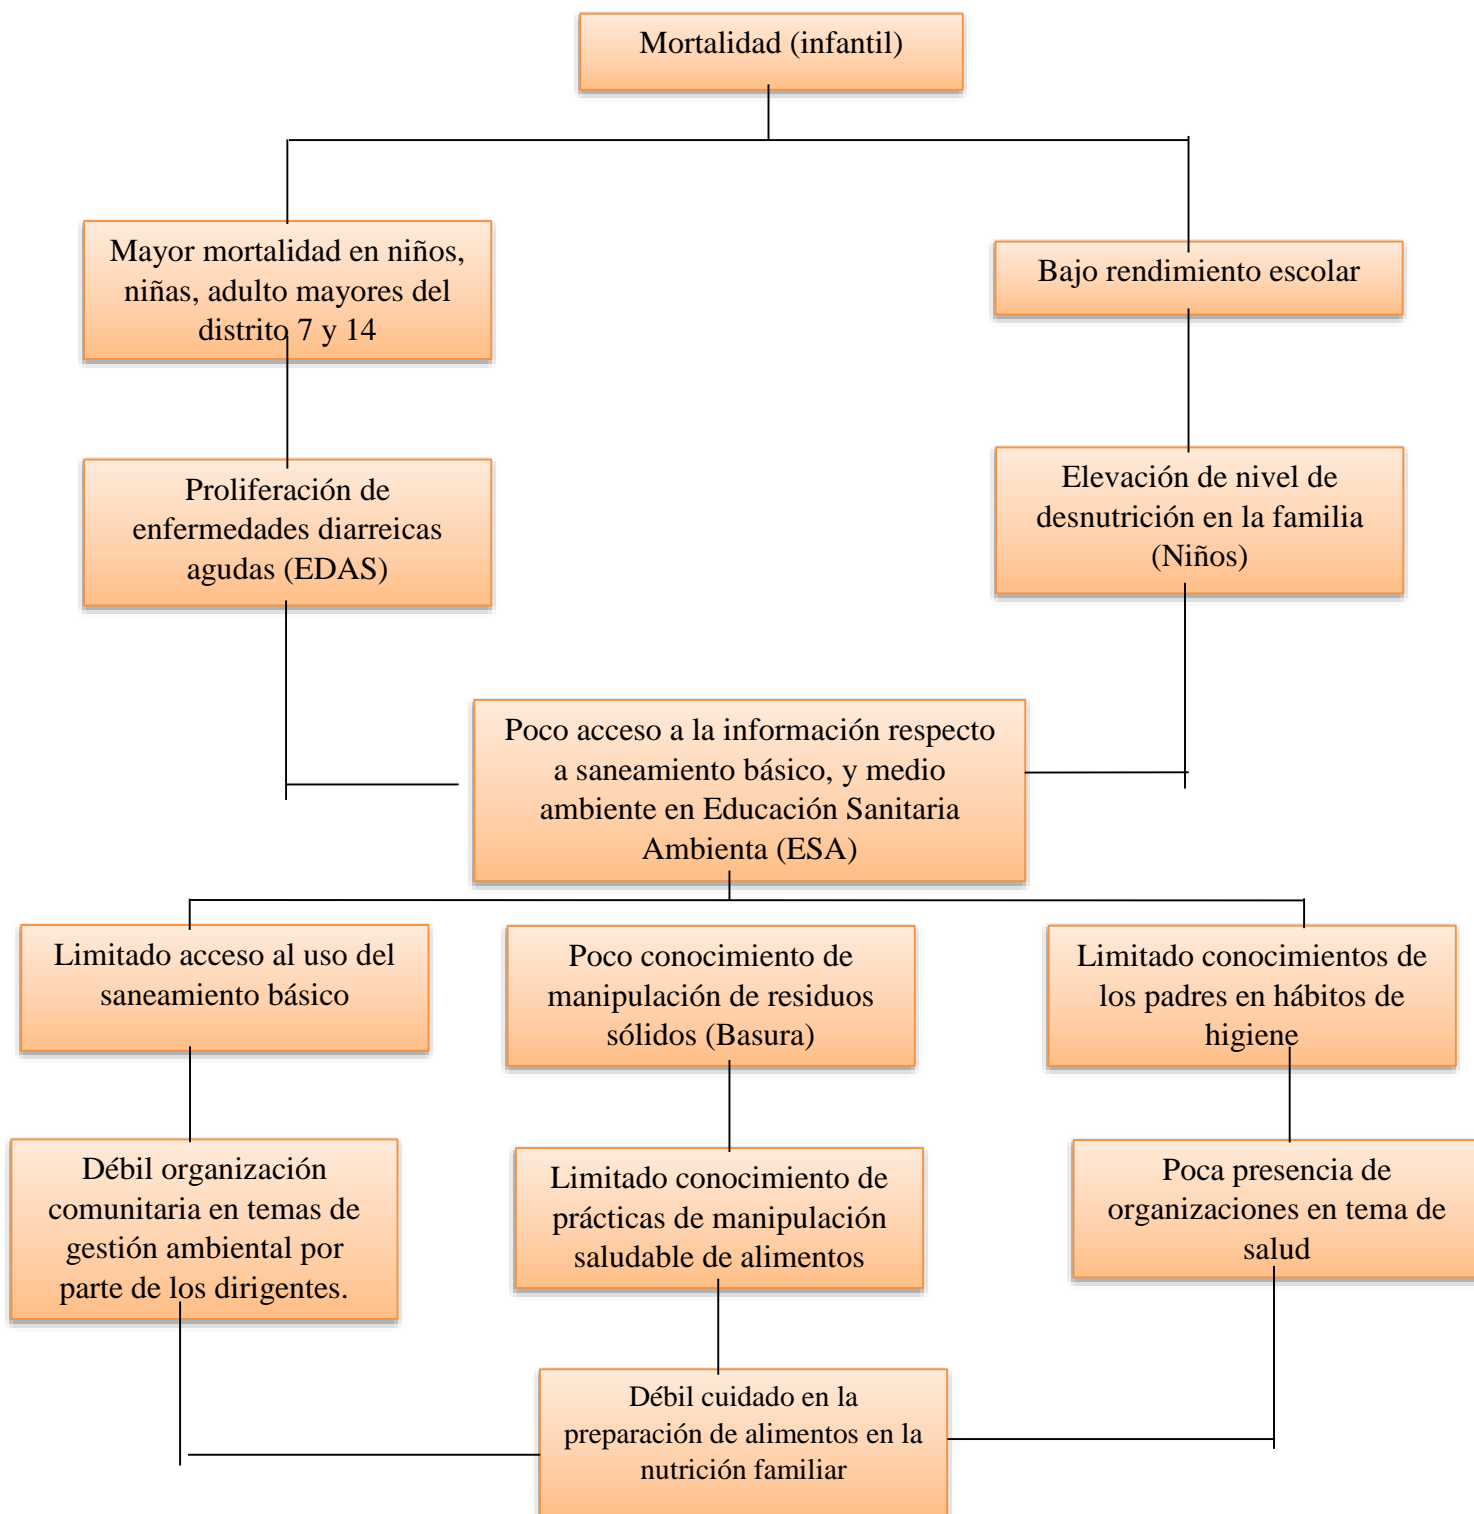 Mortalidad (infantil)
Mayor mortalidad en niños,
niñas, adulto mayores del
distrito 7 y 14
Bajo rendimiento escolar
Proliferación de
enfermedades diarreicas
agudas (EDAS)
Elevación de nivel de
desnutrición en la familia
(Niños)
Poco acceso a la información respecto
a saneamiento básico, y medio
ambiente en Educación Sanitaria
Ambienta (ESA)
Limitado acceso al uso del
saneamiento básico
Poco conocimiento de
manipulación de residuos
sólidos (Basura)
Limitado conocimientos de
los padres en hábitos de
higiene
Débil organización
comunitaria en temas de
gestión ambiental por
parte de los dirigentes.
Limitado conocimiento de
prácticas de manipulación
saludable de alimentos
Poca presencia de
organizaciones en tema de
salud
Débil cuidado en la
preparación de alimentos en la
nutrición familiar